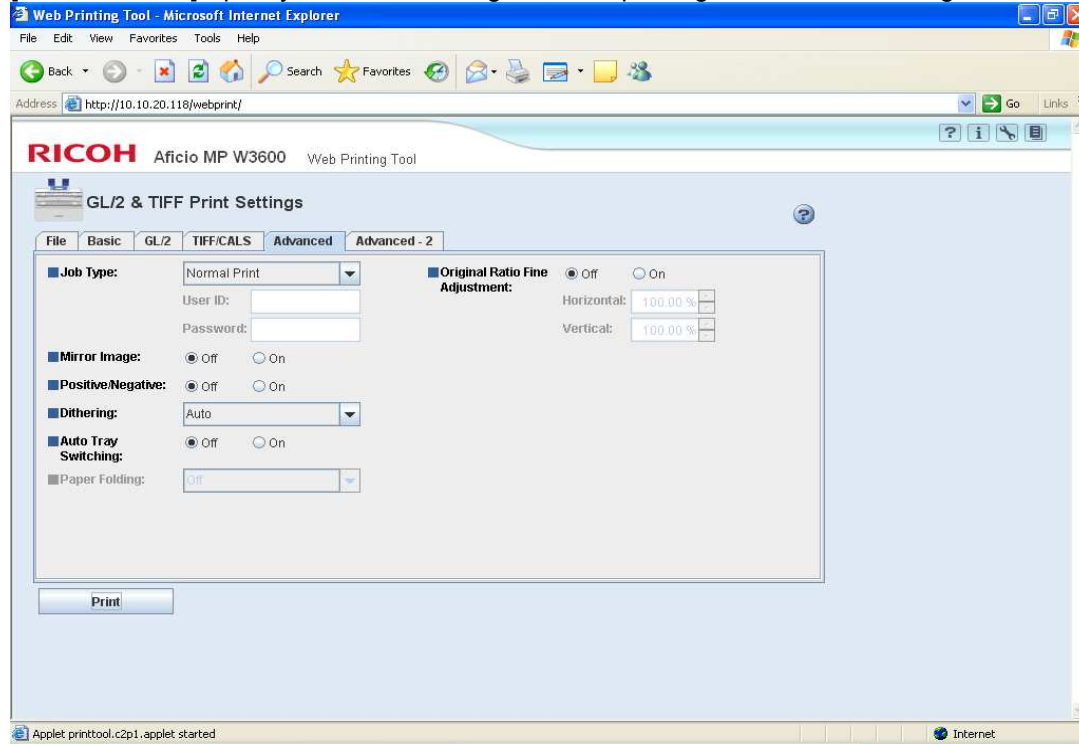 Web Printing Tool - Microsoft Internet Explorer
File Edit View Favorites Tools Help
Back Search Favorites
Address http://10.10.20.118/webprint/ Go Links
RICOH Aficio MP W3600 Web Printing Tool
GL/2 & TIFF Print Settings
File Basic GL/2 TIFF/CALS Advanced Advanced - 2
Job Type: Normal Print Original Ratio Fine Adjustment: Off On
User ID: Horizontal: 100.00 %
Password: Vertical: 100.00 %
Mirror Image: Off On
Positive/Negative: Off On
Dithering: Auto
Auto Tray Switching: Off On
Paper Folding: Off
Print
Applet printtool.c2p1.applet started Internet